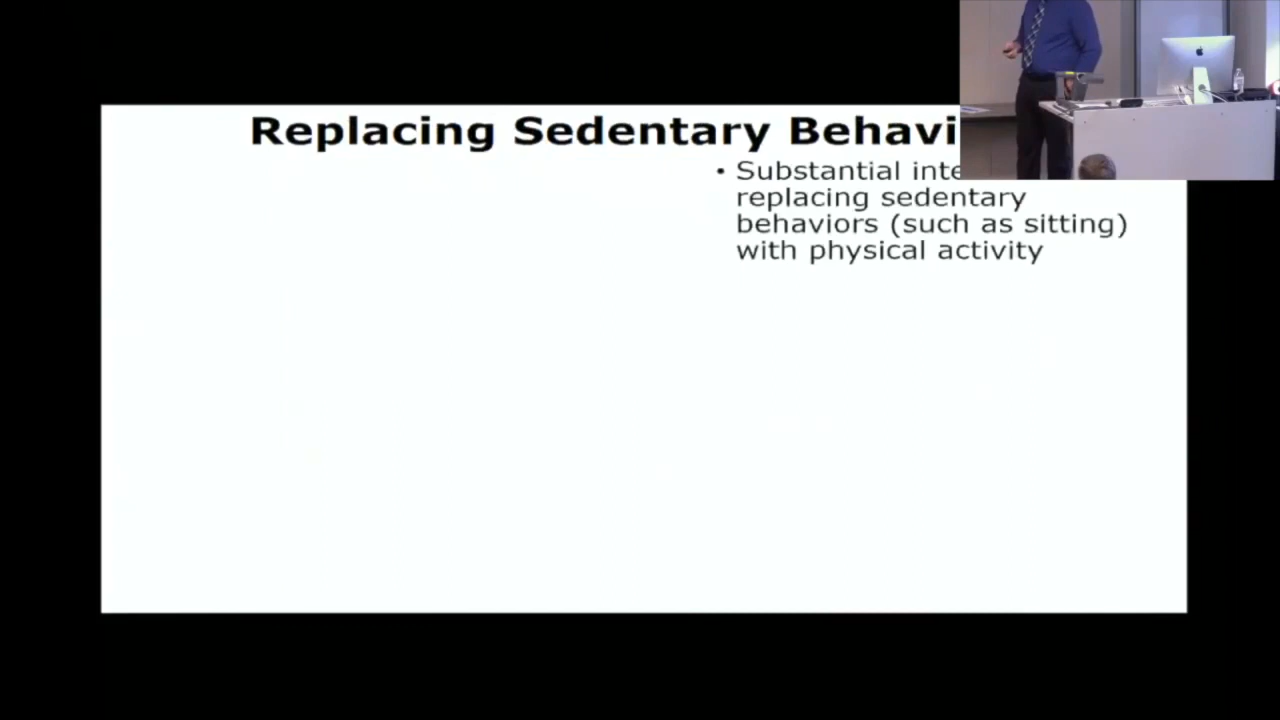 Replacing Sedentary Behavi
• Substantial inte
replacing sedentary
behaviors (such as sitting)
with physical activity